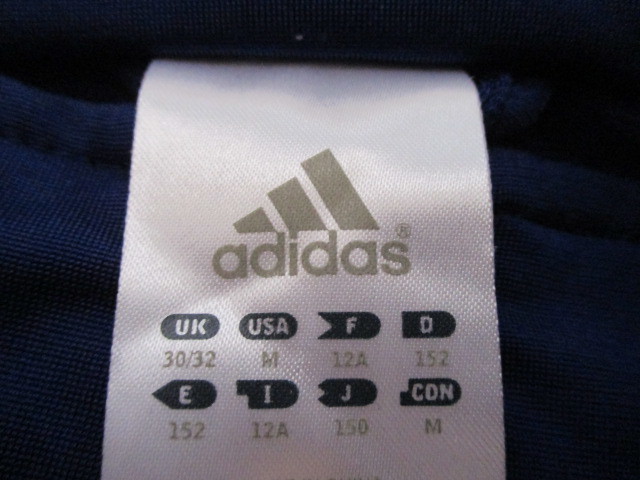 adidas®
UK USA F D
30/32 M 12A 152
E I J CDN
152 12A 150 M